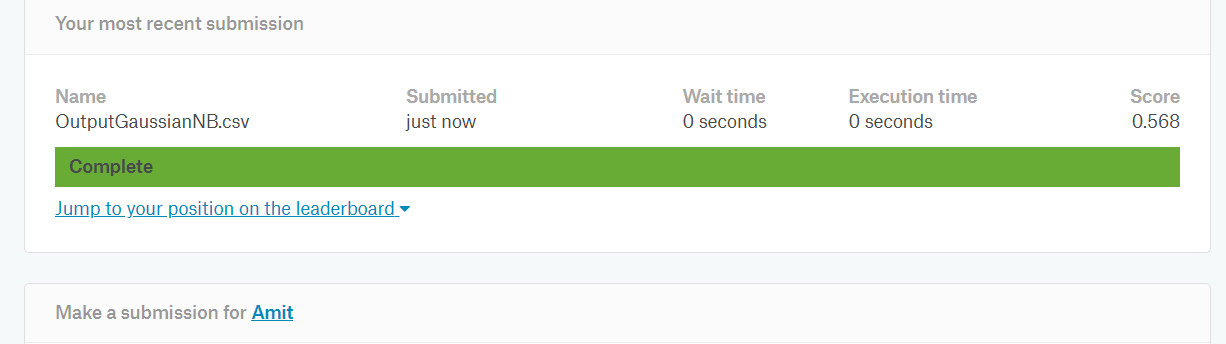 Your most recent submission
Name Submitted Wait time Execution time Score
OutputGaussianNB.csv just now 0 seconds 0 seconds 0.568
Complete
Jump to your position on the leaderboard
Make a submission for Amit